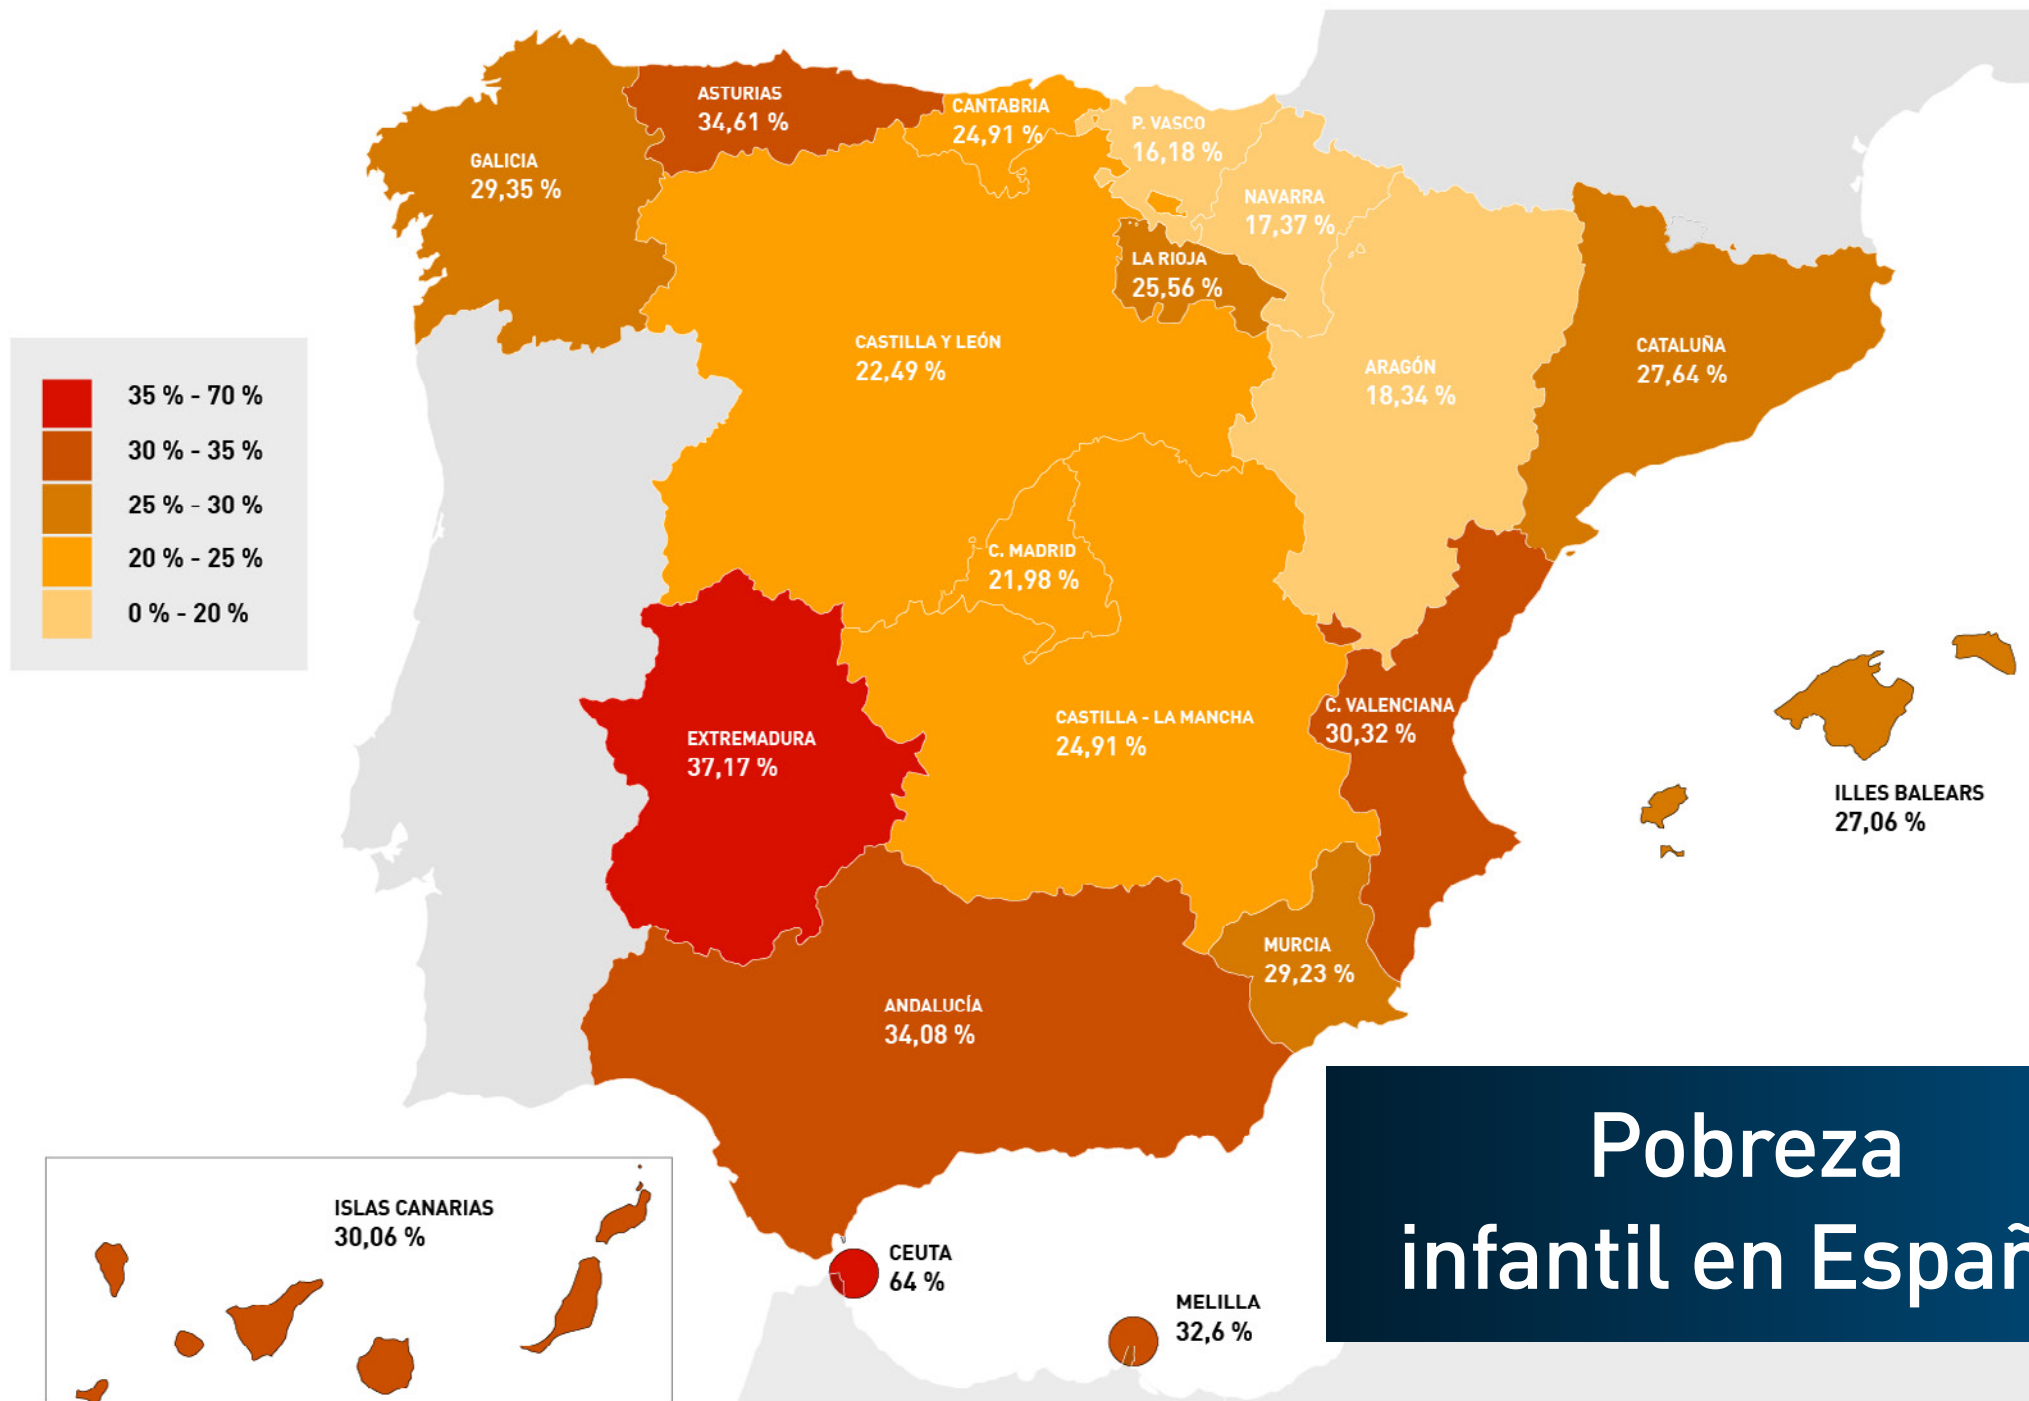 ASTURIAS
34,61 %
CANTABRIA
24,91 %
P. VASCO
16,18 %
GALICIA
29,35 %
NAVARRA
17,37 %
LA RIOJA
25,56 %
CASTILLA Y LEÓN
22,49 %
ARAGÓN
18,34 %
CATALUÑA
27,64 %
35 % - 70 %
30 % - 35 %
25 % - 30 %
20 % - 25 %
0 % - 20 %
C. MADRID
21,98 %
EXTREMADURA
37,17 %
CASTILLA - LA MANCHA
24,91 %
C. VALENCIANA
30,32 %
ILLES BALEARS
27,06 %
MURCIA
29,23 %
ANDALUCÍA
34,08 %
ISLAS CANARIAS
30,06 %
CEUTA
64 %
MELILLA
32,6 %
Pobreza
infantil en Españ